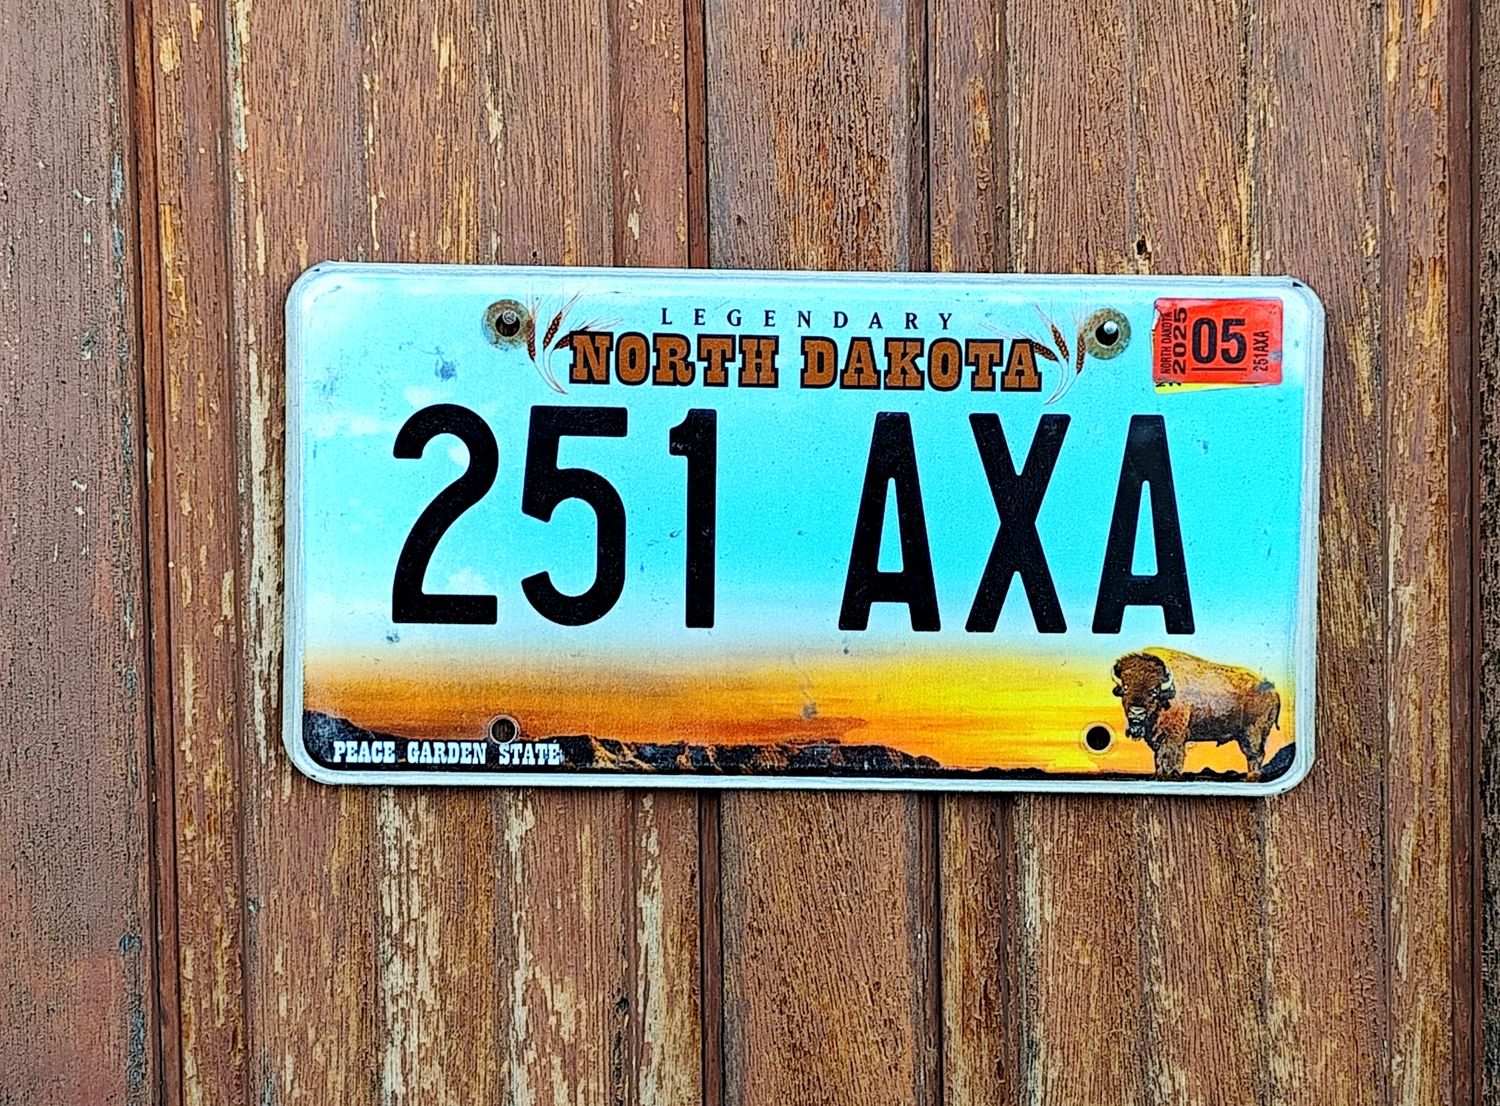 LEGENDARY
NORTH DAKOTA
NORTH DAKOTA
2025
05
251AXA
251 AXA
PEACE GARDEN STATE